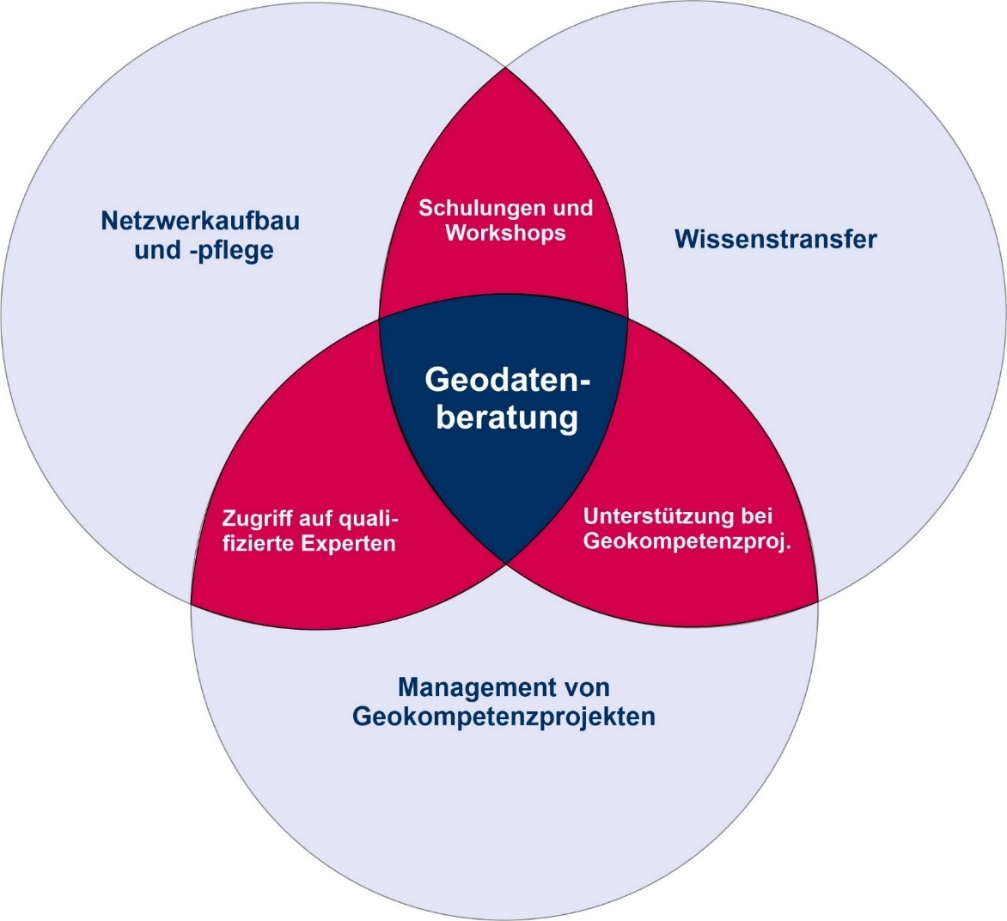 Schulungen und
Workshops
Netzwerkaufbau
und -pflege
Wissenstransfer
Geodaten-
beratung
Zugriff auf quali-
fizierte Experten
Unterstützung bei
Geokompetenzproj.
Management von
Geokompetenzprojekten